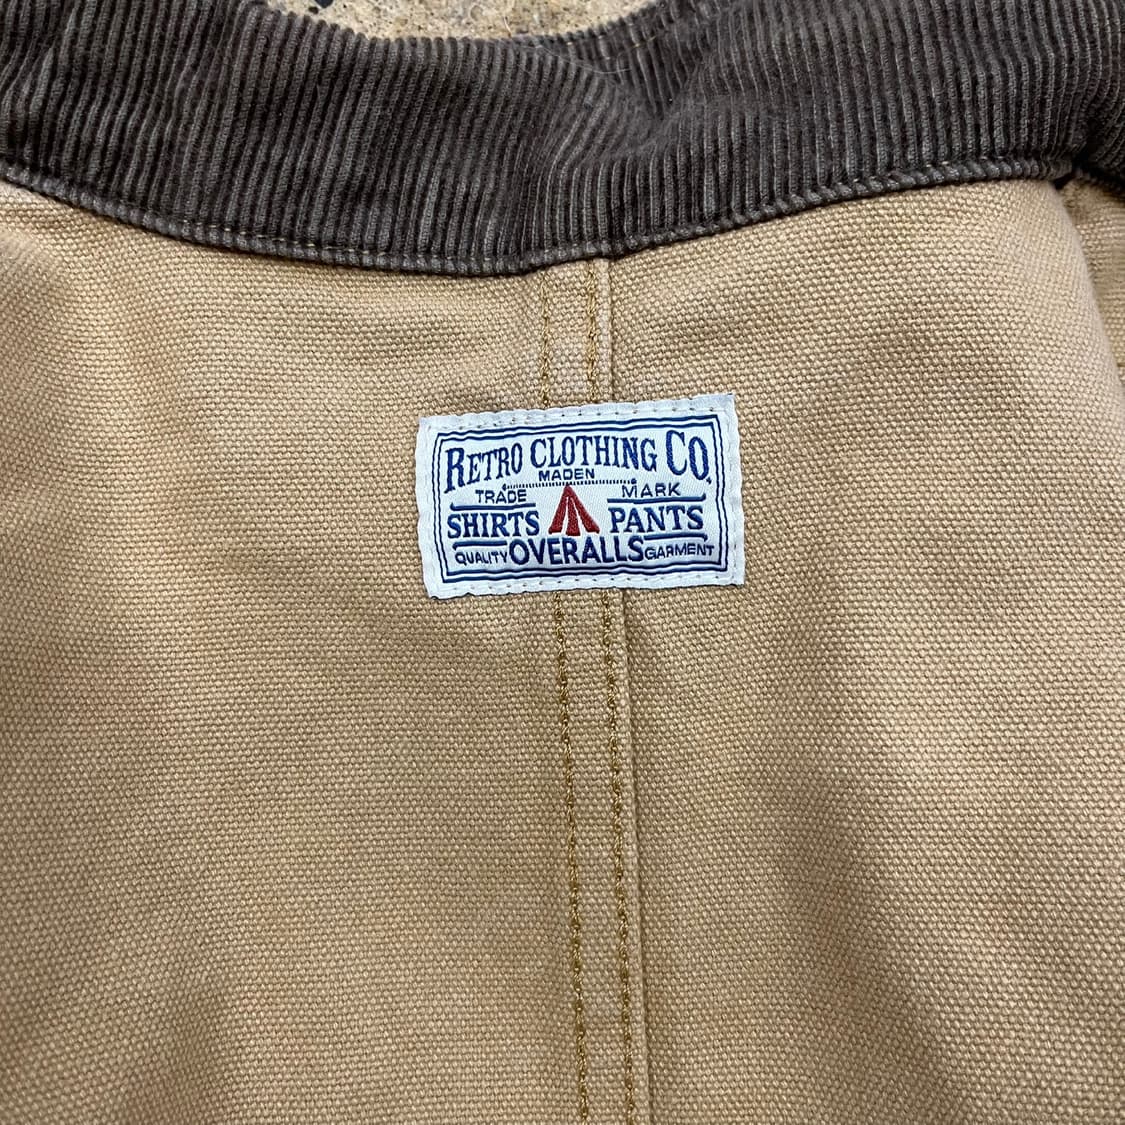 RETRO CLOTHING CO.
MADEN
TRADE MARK
SHIRTS PANTS
QUALITY OVERALLS GARMENT